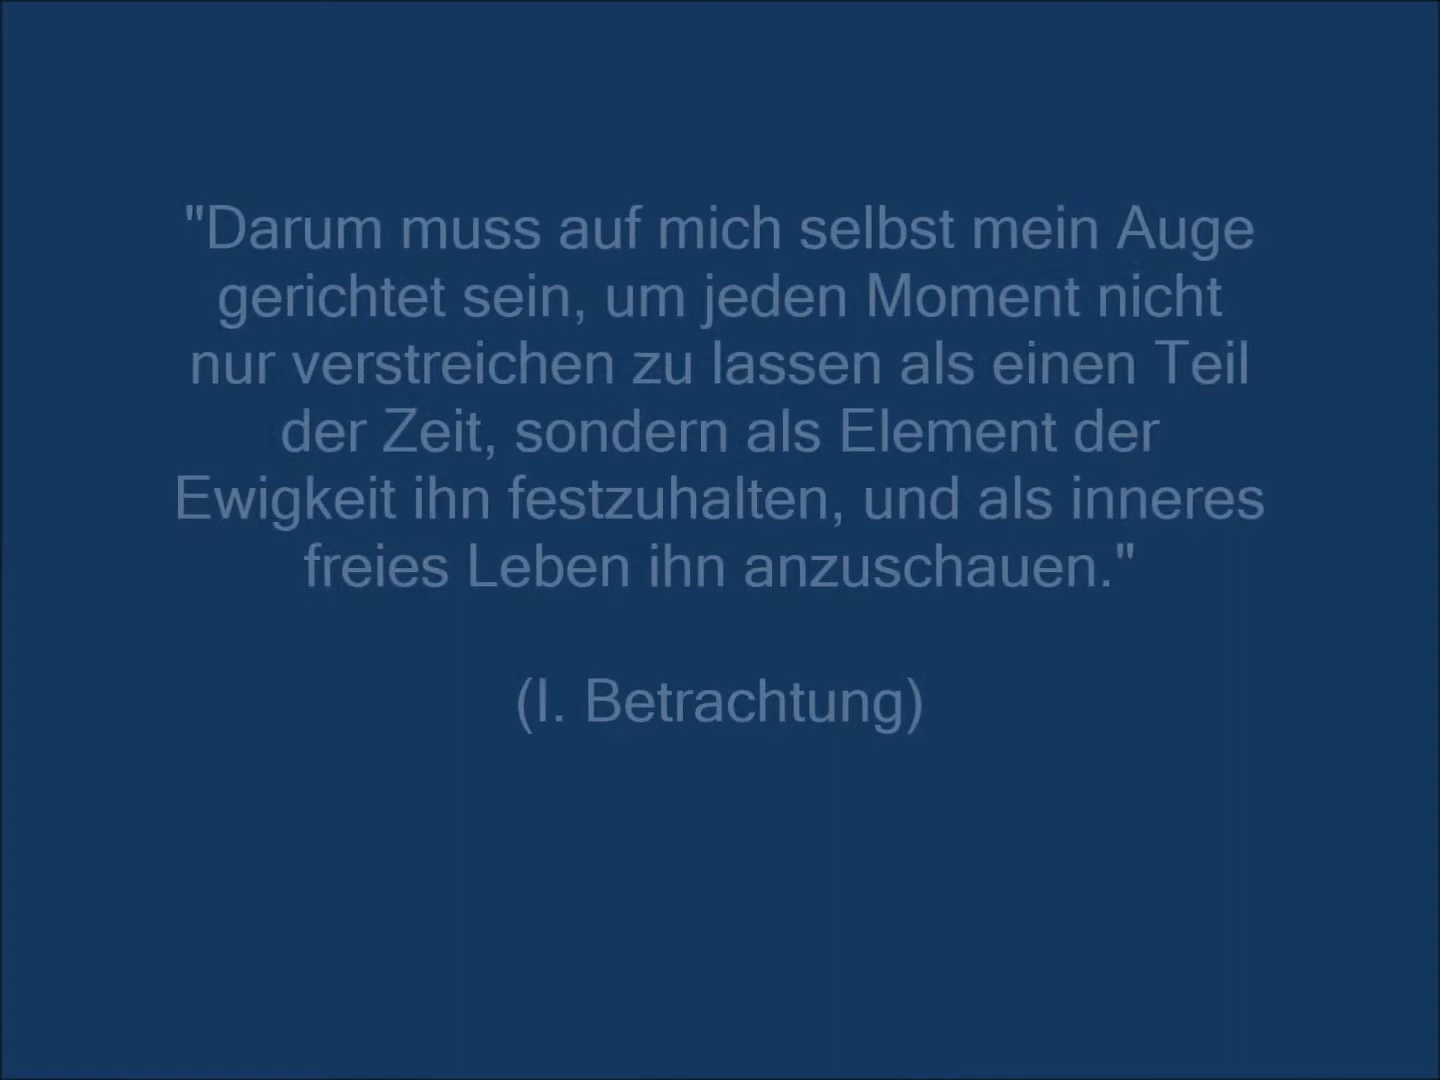 "Darum muss auf mich selbst mein Auge
gerichtet sein, um jeden Moment nicht
nur verstreichen zu lassen als einen Teil
der Zeit, sondern als Element der
Ewigkeit ihn festzuhalten, und als inneres
freies Leben ihn anzuschauen."
(I. Betrachtung)